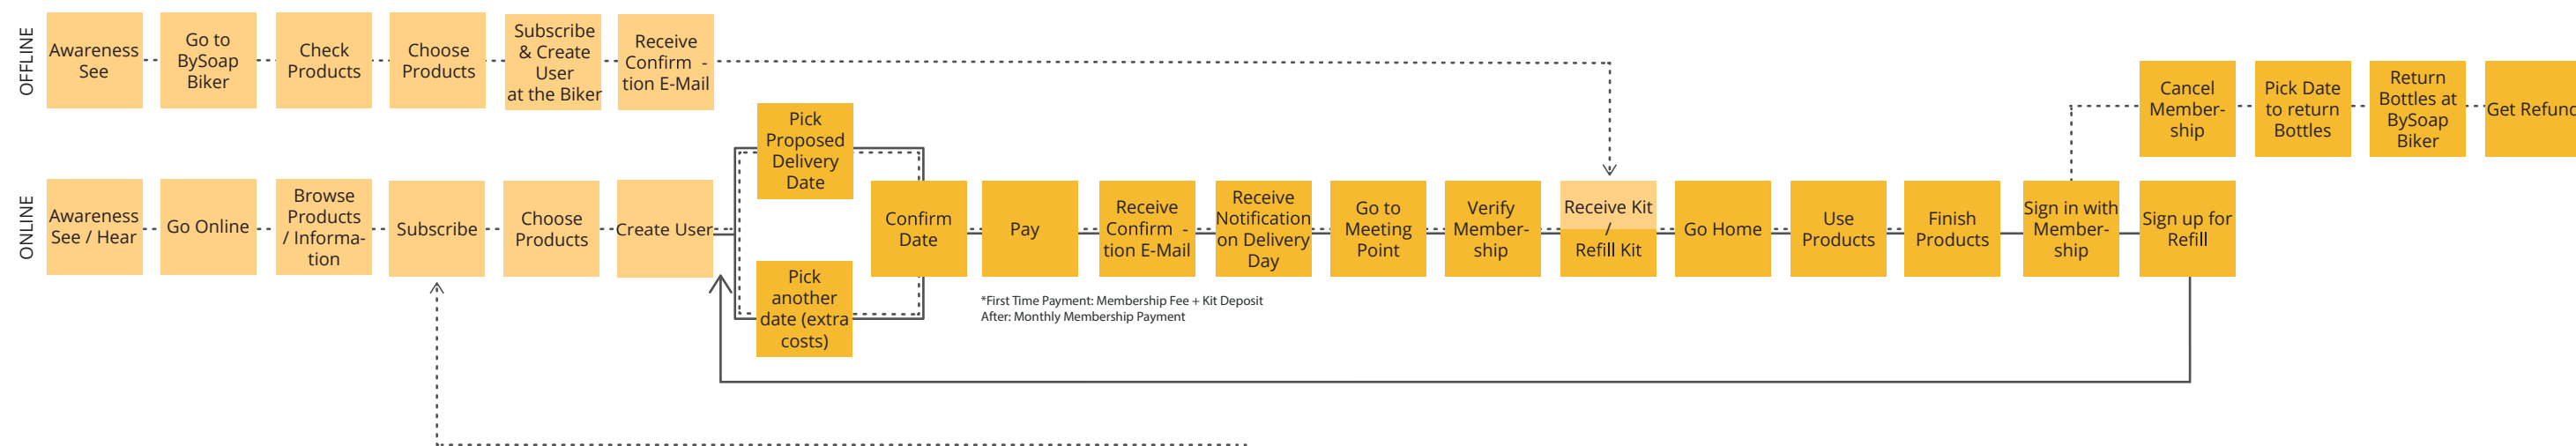 OFFLINE
Awareness
See
Go to
BySoap
Biker
Check
Products
Choose
Products
Subscribe
& Create
User
at the Biker
Receive
Confirm -
tion E-Mail
Cancel
Member-
ship
Pick Date
to return
Bottles
Return
Bottles at
BySoap
Biker
Get Refund
ONLINE
Awareness
See / Hear
Go Online
Browse
Products
/ Informa-
tion
Subscribe
Choose
Products
Create User
Pick
Proposed
Delivery
Date
Pick
another
date (extra
costs)
Confirm
Date
Pay
Receive
Confirm -
tion E-Mail
Receive
Notification
on Delivery
Day
Go to
Meeting
Point
Verify
Member-
ship
Receive Kit
/
Refill Kit
Go Home
Use
Products
Finish
Products
Sign in with
Member-
ship
Sign up for
Refill
*First Time Payment: Membership Fee + Kit Deposit
After: Monthly Membership Payment